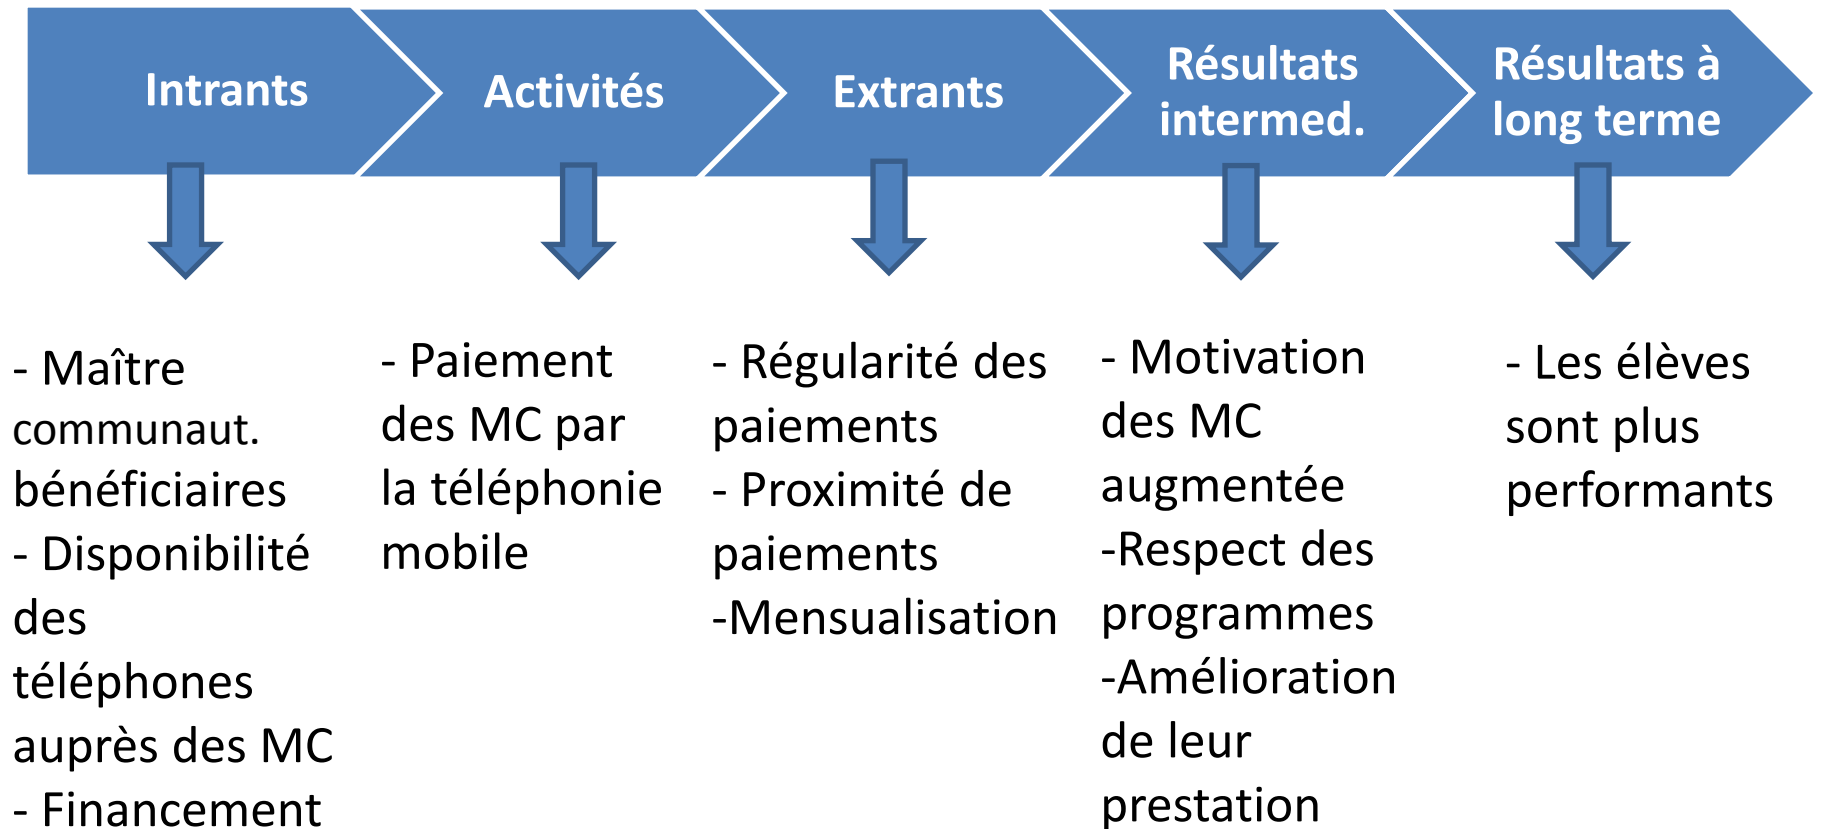 Intrants
Activités
Extrants
Résultats
intermed.
Résultats à
long terme
- Maître
communaut.
bénéficiaires
- Disponibilité
des
téléphones
auprès des MC
- Financement
- Paiement
des MC par
la téléphonie
mobile
- Régularité des
paiements
- Proximité de
paiements
-Mensualisation
- Motivation
des MC
augmentée
-Respect des
programmes
-Amélioration
de leur
prestation
- Les élèves
sont plus
performants